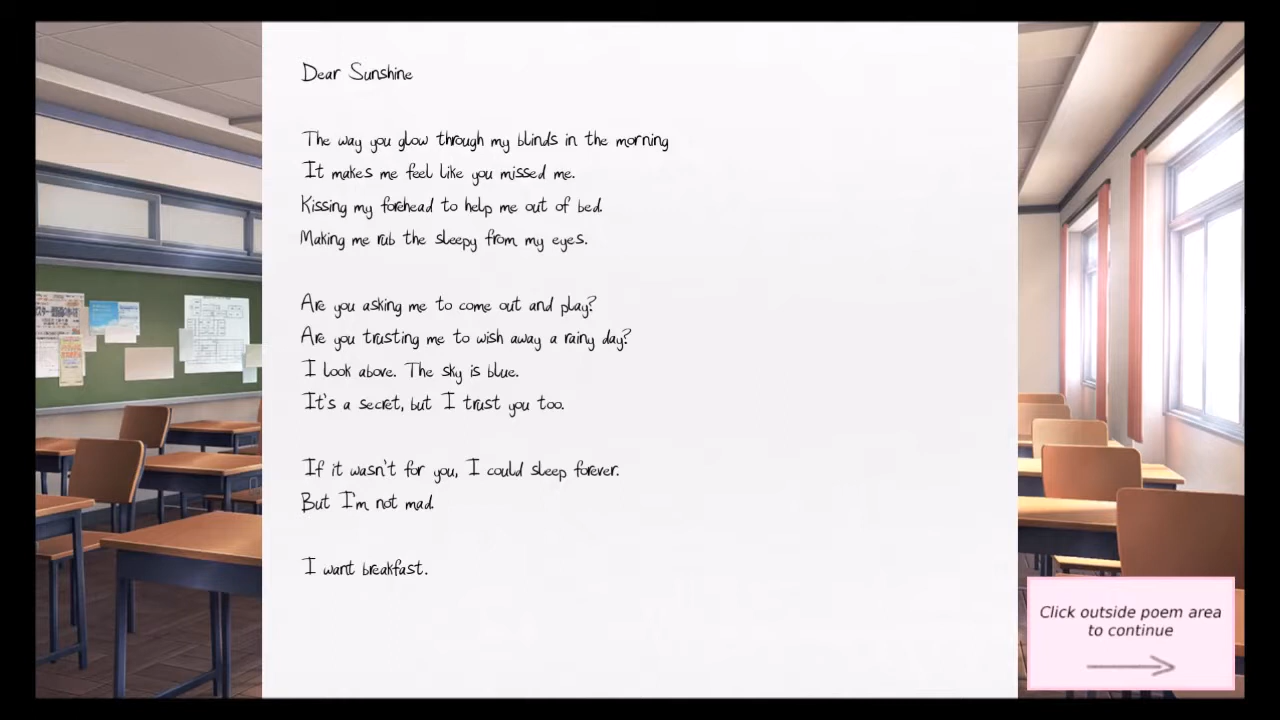 Dear Sunshine
The way you glow through my blinds in the morning
It makes me feel like you missed me.
Kissing my forehead to help me out of bed.
Making me rub the sleepy from my eyes.
Are you asking me to come out and play?
Are you trusting me to wish away a rainy day?
I look above. The sky is blue.
It's a secret, but I trust you too.
If it wasn't for you, I could sleep forever.
But I'm not mad.
I want breakfast.
Click outside poem area
to continue